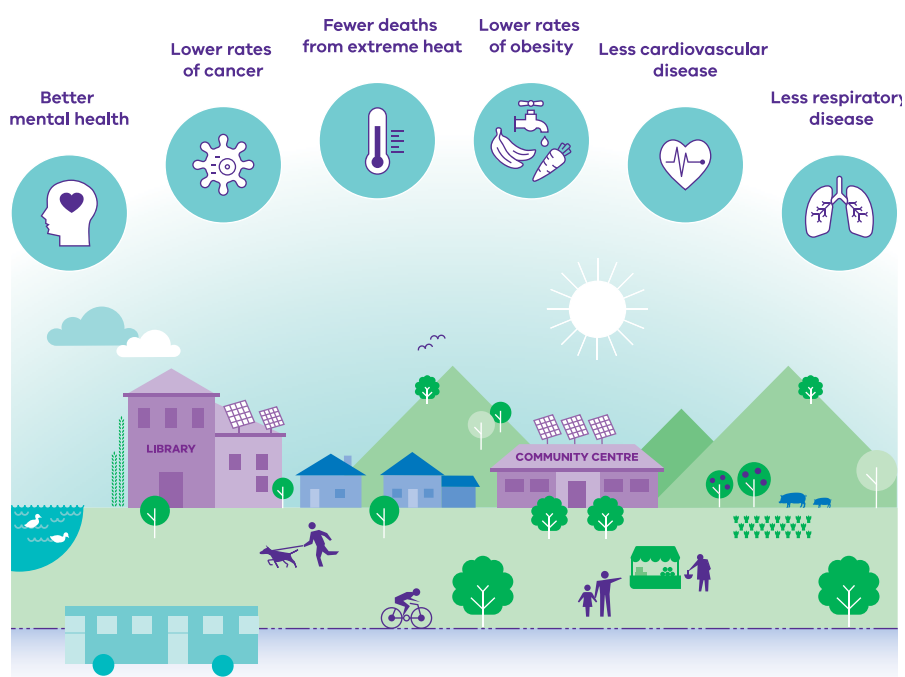 Better
mental health
Lower rates
of cancer
Fewer deaths
from extreme heat
Lower rates
of obesity
Less cardiovascular
disease
Less respiratory
disease
LIBRARY
COMMUNITY CENTRE